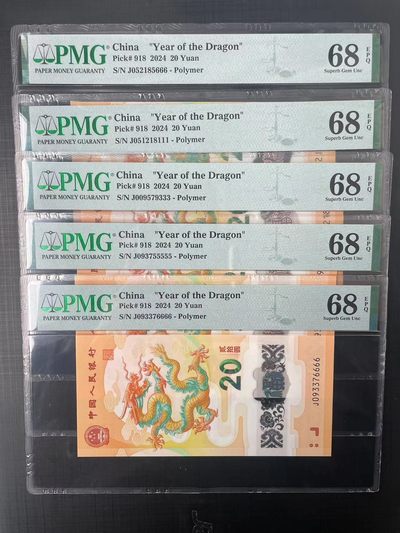 PMG
PAPER MONEY GUARANTY
China "Year of the Dragon"
Pick# 918 2024 20 Yuan
S/N J052185666 - Polymer
68
EPQ
Superb Gem Unc
PMG
PAPER MONEY GUARANTY
China "Year of the Dragon"
Pick# 918 2024 20 Yuan
S/N J051218111 - Polymer
68
EPQ
Superb Gem Unc
PMG
PAPER MONEY GUARANTY
China "Year of the Dragon"
Pick# 918 2024 20 Yuan
S/N J009579333 - Polymer
68
EPQ
Superb Gem Unc
PMG
PAPER MONEY GUARANTY
China "Year of the Dragon"
Pick# 918 2024 20 Yuan
S/N J093755555 - Polymer
68
EPQ
Superb Gem Unc
PMG
PAPER MONEY GUARANTY
China "Year of the Dragon"
Pick# 918 2024 20 Yuan
S/N J093376666 - Polymer
68
EPQ
Superb Gem Unc
中國人民銀行
20
贰拾圆
J093376666